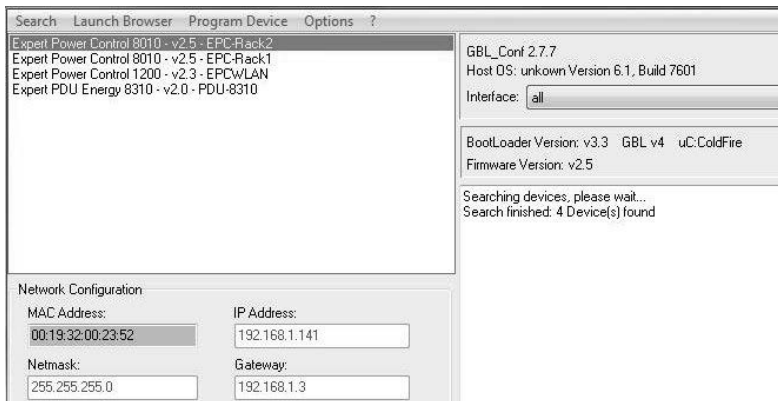 Search Launch Browser Program Device Options ?
Expert Power Control 8010 - v2.5 - EPC-Rack2
Expert Power Control 8010 - v2.5 - EPC-Rack1
Expert Power Control 1200 - v2.3 - EPCWLAN
Expert PDU Energy 8310 - v2.0 - PDU-8310
GBL_Conf 2.7.7
Host OS: unkown Version 6.1, Build 7601
Interface: all
BootLoader Version: v3.3 GBL v4 uC:ColdFire
Firmware Version: v2.5
Searching devices, please wait...
Search finished: 4 Device(s) found
Network Configuration
MAC Address: IP Address:
00:19:32:00:23:52 192.168.1.141
Netmask: Gateway:
255.255.255.0 192.168.1.3